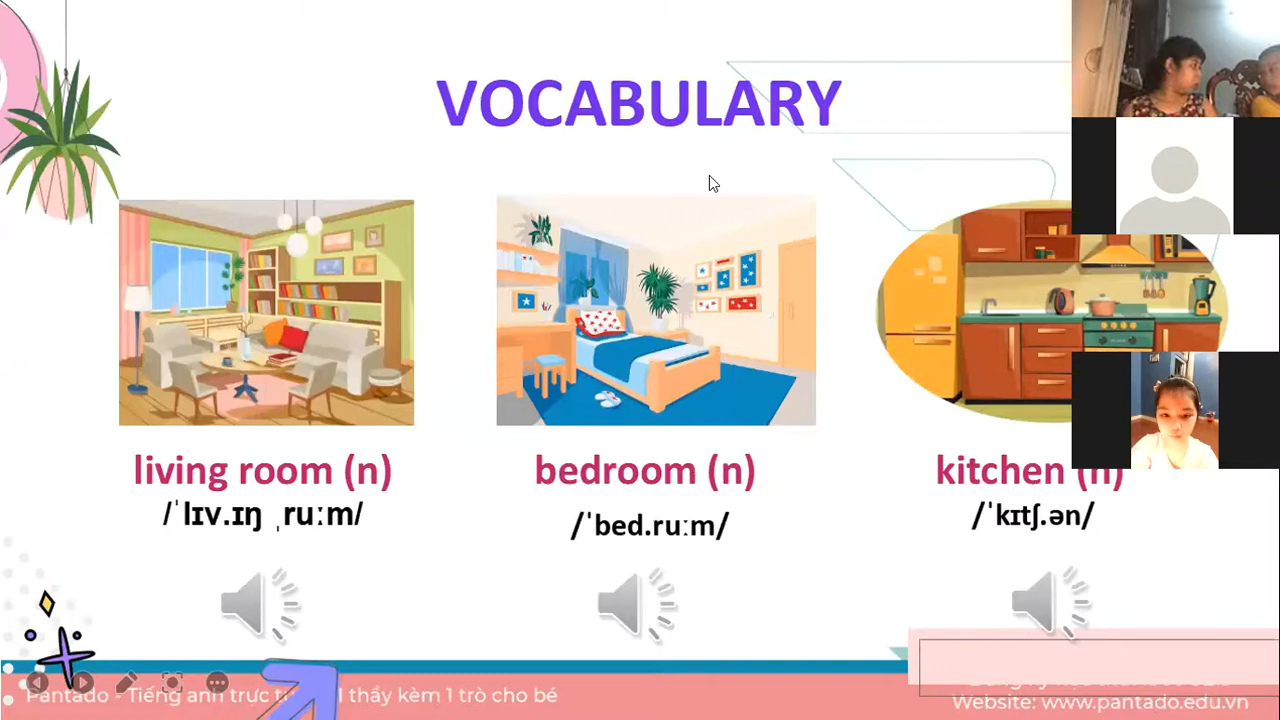 VOCABULARY
living room (n)
/ˈlɪv.ɪŋ ˌruːm/
bedroom (n)
/ˈbed.ruːm/
kitchen (n)
/ˈkɪtʃ.ən/
Pantado - Tiếng anh trực 1 thầy kèm 1 trò cho bé
Website: www.pantado.edu.vn